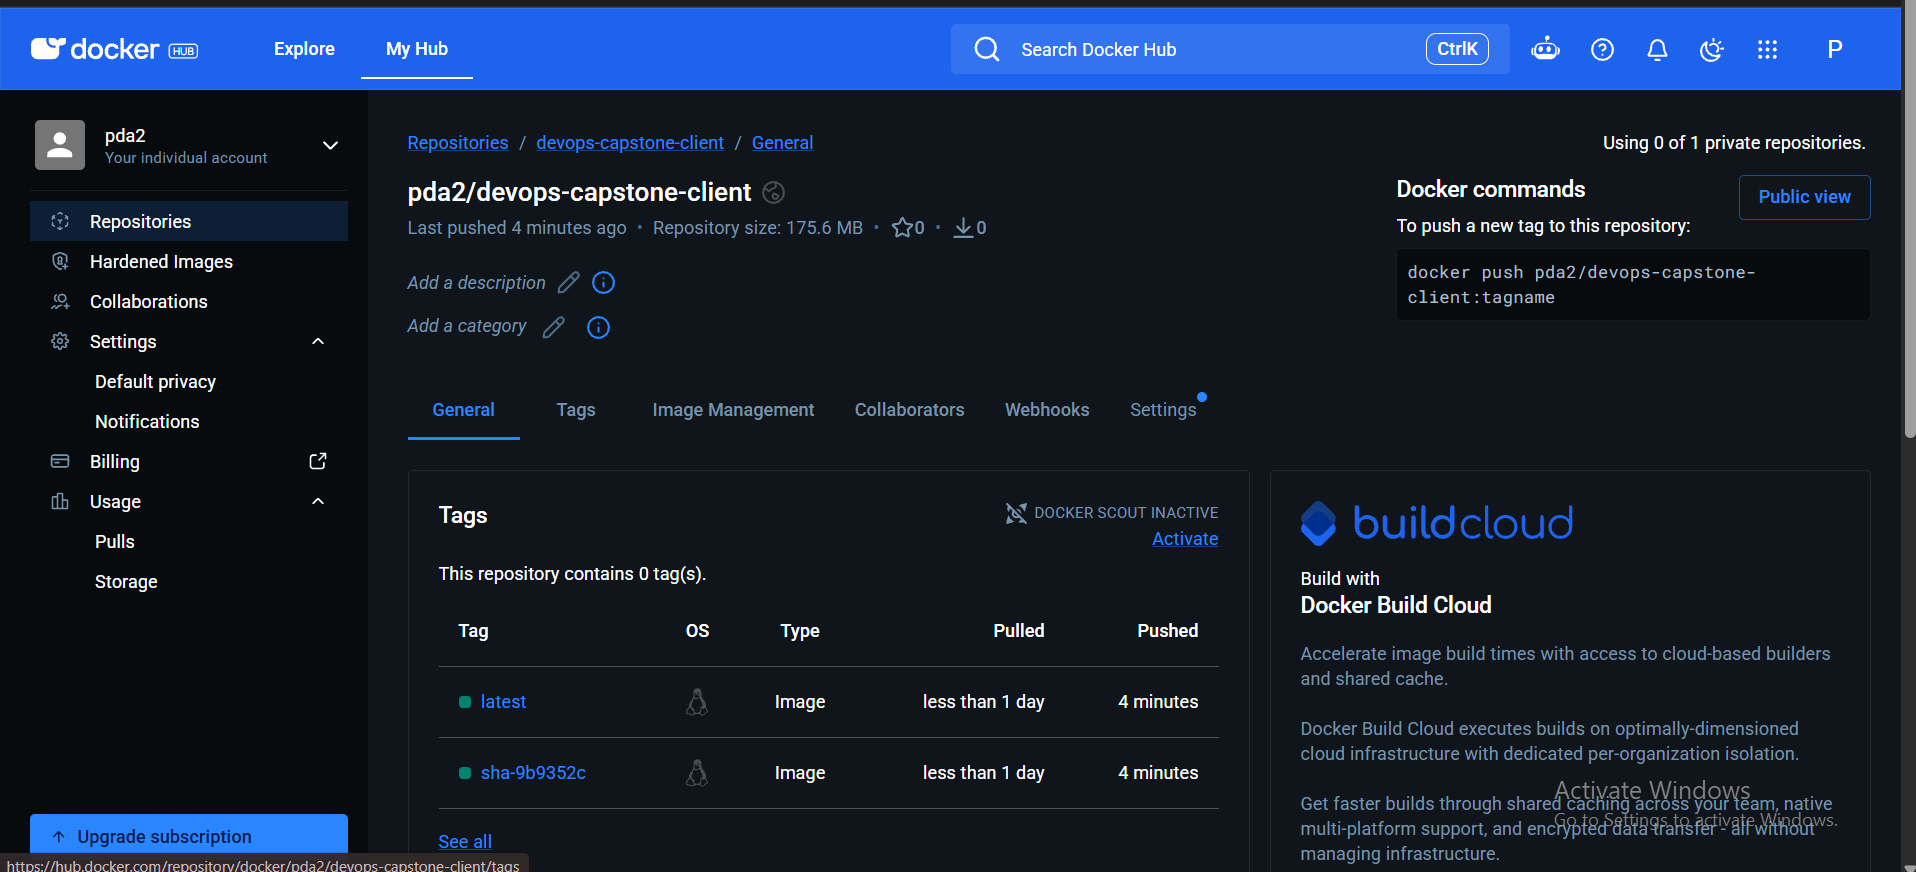 docker HUB
Explore
My Hub
Search Docker Hub
CtrlK
P
pda2
Your individual account
Repositories
Hardened Images
Collaborations
Settings
Default privacy
Notifications
Billing
Usage
Pulls
Storage
Upgrade subscription
Repositories / devops-capstone-client / General
Using 0 of 1 private repositories.
pda2/devops-capstone-client
Last pushed 4 minutes ago • Repository size: 175.6 MB • 0 • 0
Add a description
Add a category
Docker commands
Public view
To push a new tag to this repository:
docker push pda2/devops-capstone-
client:tagname
General
Tags
Image Management
Collaborators
Webhooks
Settings
Tags
DOCKER SCOUT INACTIVE
Activate
This repository contains 0 tag(s).
Tag OS Type Pulled Pushed
latest Image less than 1 day 4 minutes
sha-9b9352c Image less than 1 day 4 minutes
See all
buildcloud
Build with
Docker Build Cloud
Accelerate image build times with access to cloud-based builders
and shared cache.
Docker Build Cloud executes builds on optimally-dimensioned
cloud infrastructure with dedicated per-organization isolation.
Get faster builds through shared caching across your team, native
multi-platform support, and encrypted data transfer - all without
managing infrastructure.
Activate Windows
Go to Settings to activate Windows.
https://hub.docker.com/repository/docker/pda2/devops-capstone-client/tags